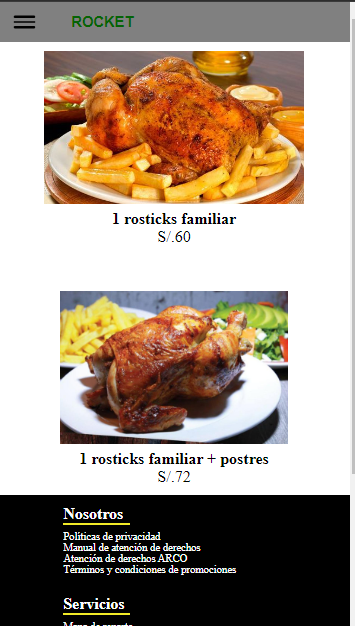 ROCKET
1 rosticks familiar
S/.60
1 rosticks familiar + postres
S/.72
Nosotros
Políticas de privacidad
Manual de atención de derechos
Atención de derechos ARCO
Términos y condiciones de promociones
Servicios